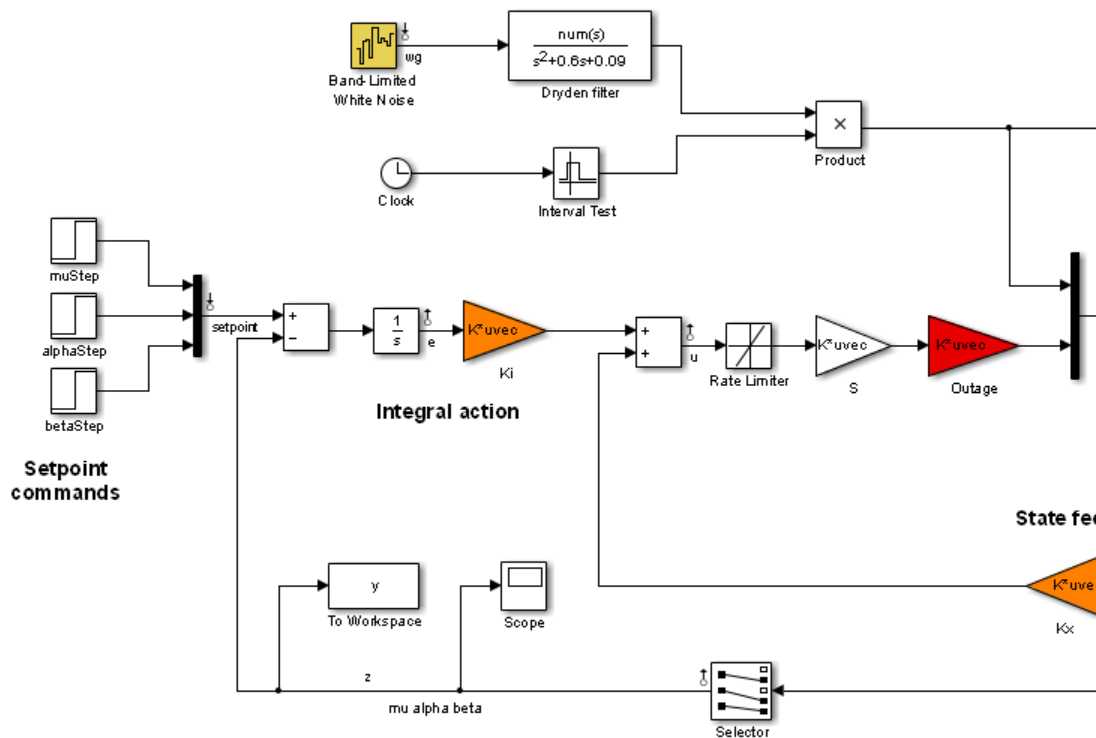 num(s)
s2+0.6s+0.09
wg
Band-Limited
White Noise
Dryden filter
×
Product
Clock
Interval Test
muStep
alphaStep
betaStep
setpoint
+
−
1
s
e
K*uvec
Ki
+
+
u
Rate Limiter
K*uvec
S
K*uvec
Outage
Integral action
Setpoint
commands
State fee
y
To Workspace
Scope
K*uve
Kx
z
mu alpha beta
Selector